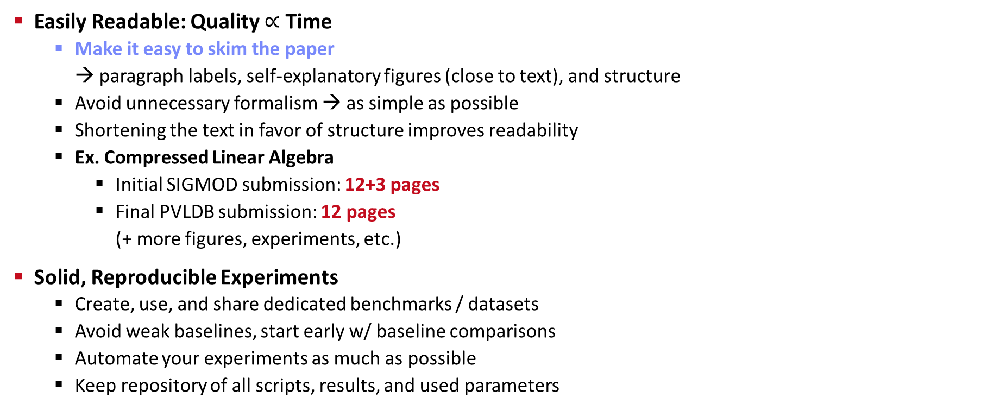 ▪ Easily Readable: Quality ∝ Time
▪ Make it easy to skim the paper
→ paragraph labels, self-explanatory figures (close to text), and structure
▪ Avoid unnecessary formalism → as simple as possible
▪ Shortening the text in favor of structure improves readability
▪ Ex. Compressed Linear Algebra
▪ Initial SIGMOD submission: 12+3 pages
▪ Final PVLDB submission: 12 pages
(+ more figures, experiments, etc.)
▪ Solid, Reproducible Experiments
▪ Create, use, and share dedicated benchmarks / datasets
▪ Avoid weak baselines, start early w/ baseline comparisons
▪ Automate your experiments as much as possible
▪ Keep repository of all scripts, results, and used parameters